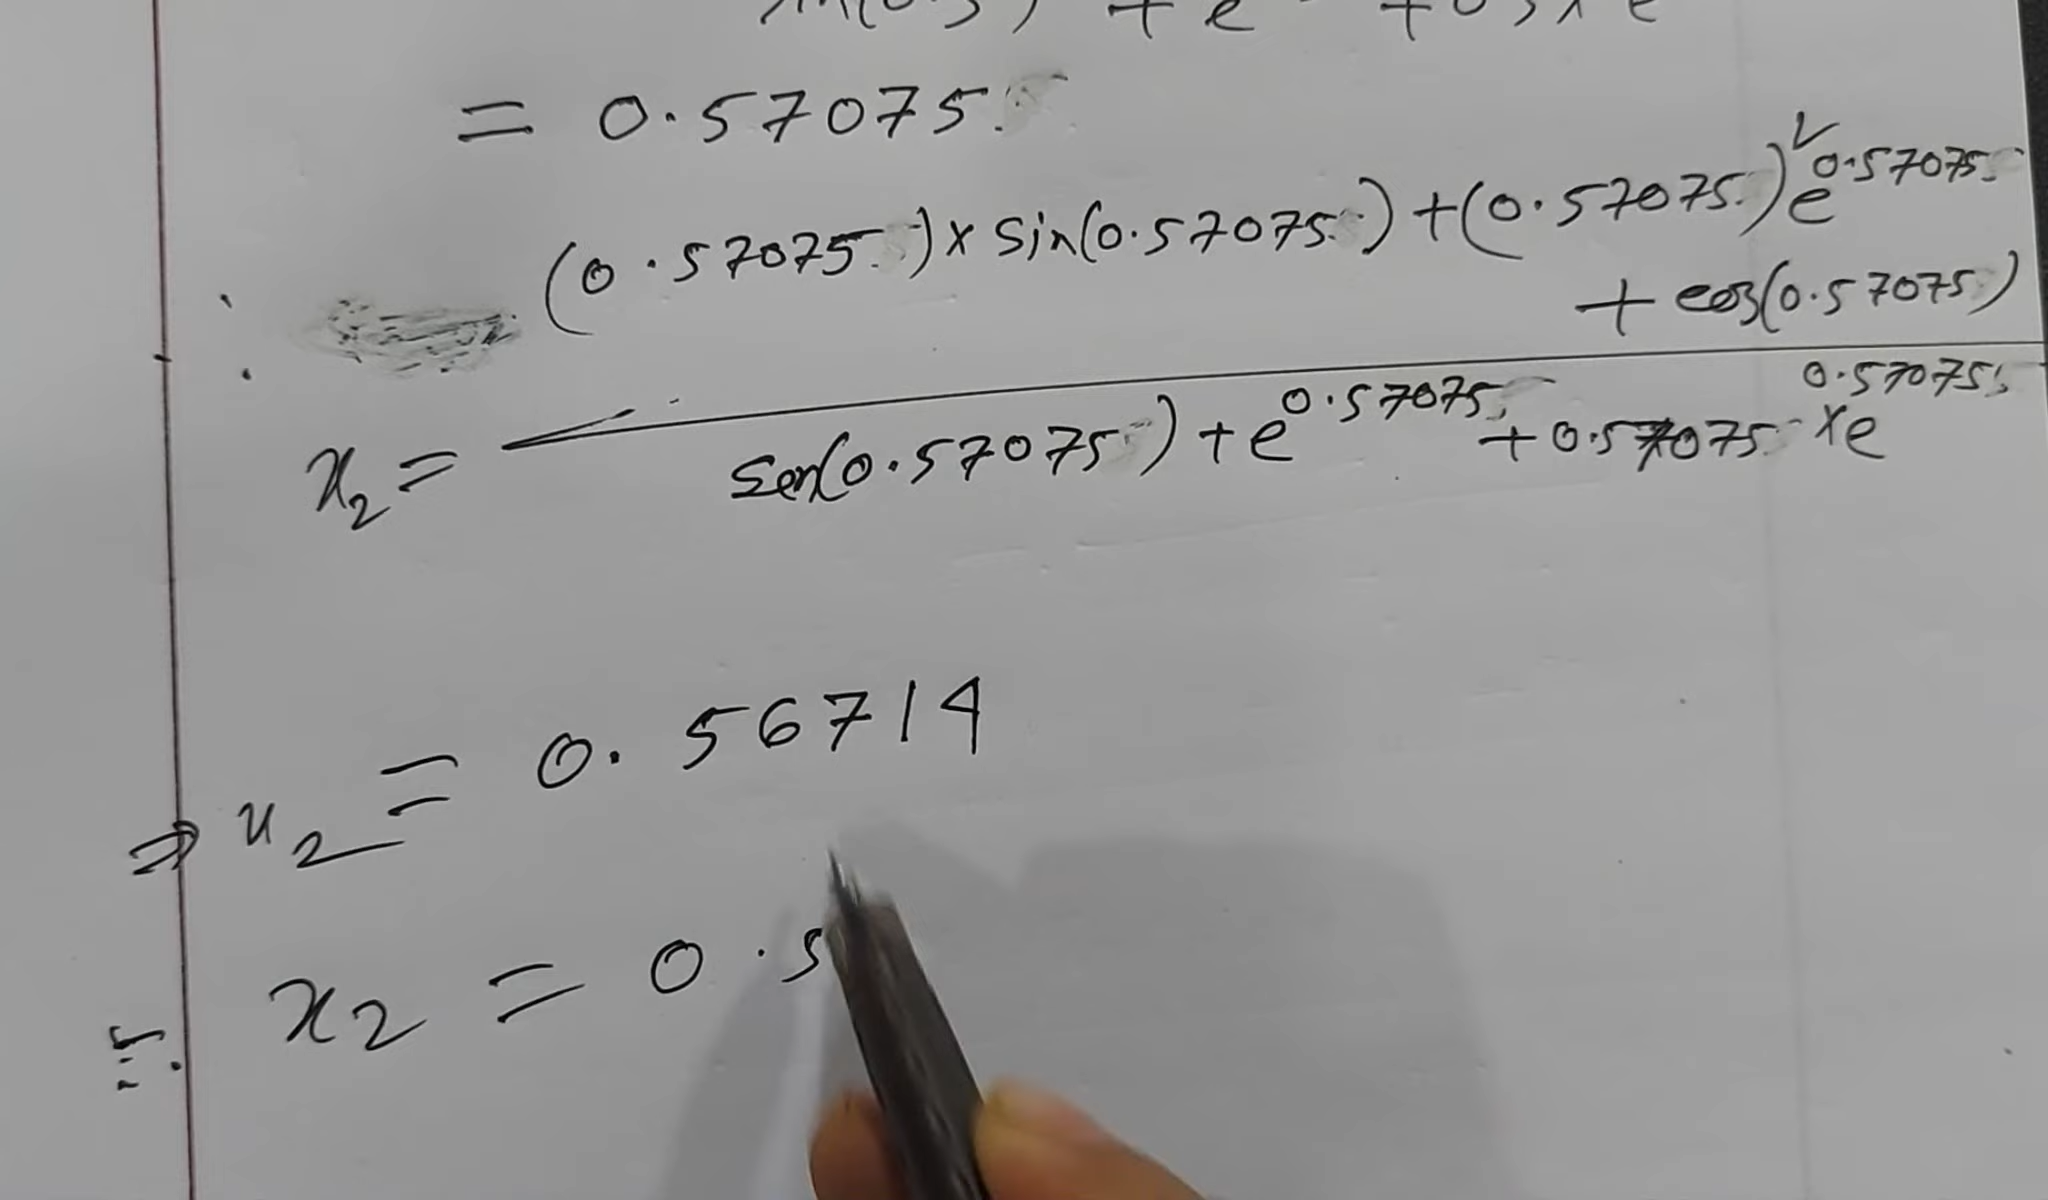 = 0.57075
(0.57075)×sin(0.57075)+(0.57075)²e^0.57075
+ cos(0.57075)
x₂ =
sin(0.57075)+e^0.57075+0.57075×e^0.57075
⇒ x₂ = 0.56714
x₂ = 0.5